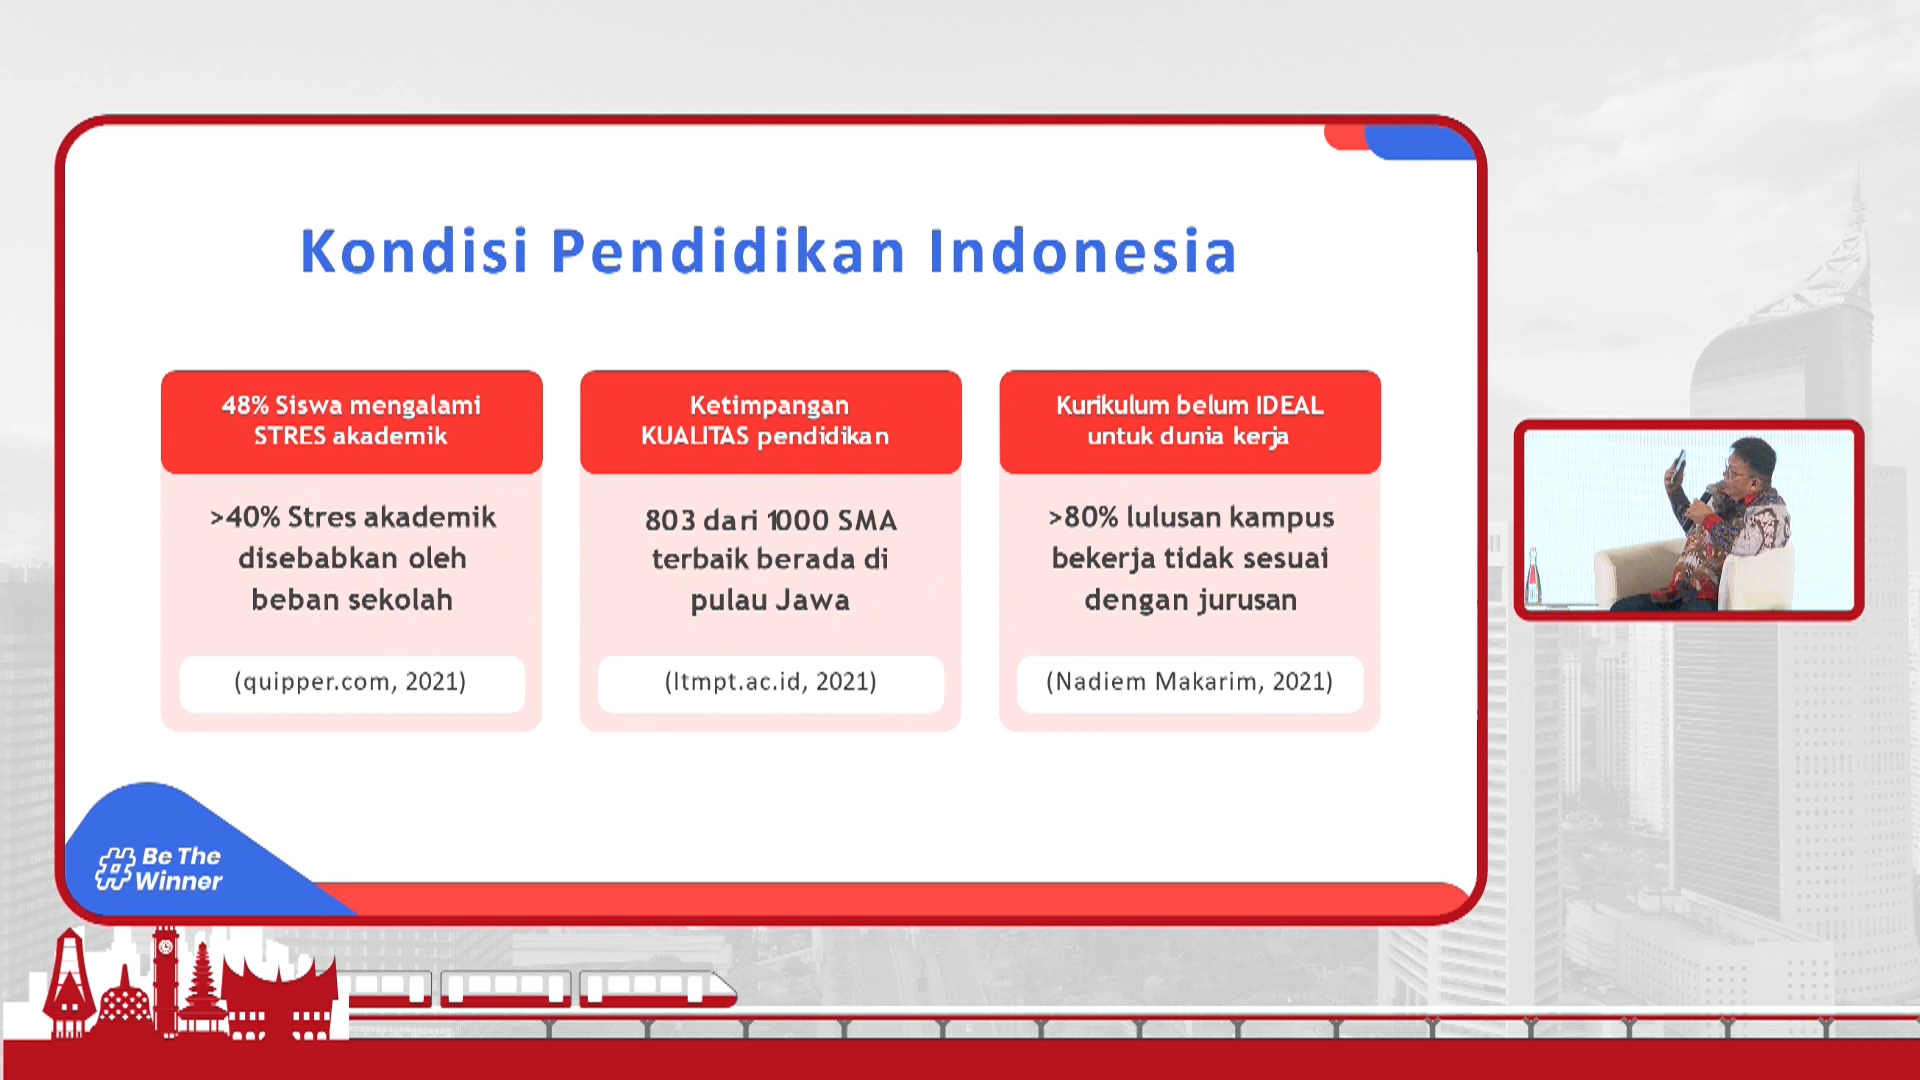 Kondisi Pendidikan Indonesia
48% Siswa mengalami
STRES akademik
>40% Stres akademik
disebabkan oleh
beban sekolah
(quipper.com, 2021)
Ketimpangan
KUALITAS pendidikan
803 dari 1000 SMA
terbaik berada di
pulau Jawa
(ltmpt.ac.id, 2021)
Kurikulum belum IDEAL
untuk dunia kerja
>80% lulusan kampus
bekerja tidak sesuai
dengan jurusan
(Nadiem Makarim, 2021)
# Be The
Winner